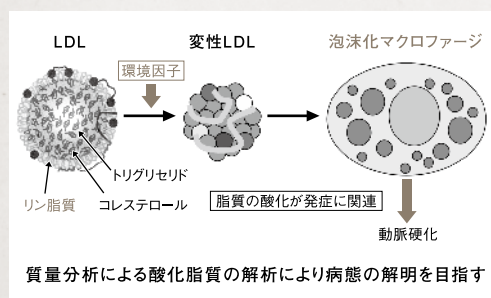 LDL
変性LDL
泡沫化マクロファージ
環境因子
トリグリセリド
リン脂質
コレステロール
脂質の酸化が発症に関連
動脈硬化
質量分析による酸化脂質の解析により病態の解明を目指す